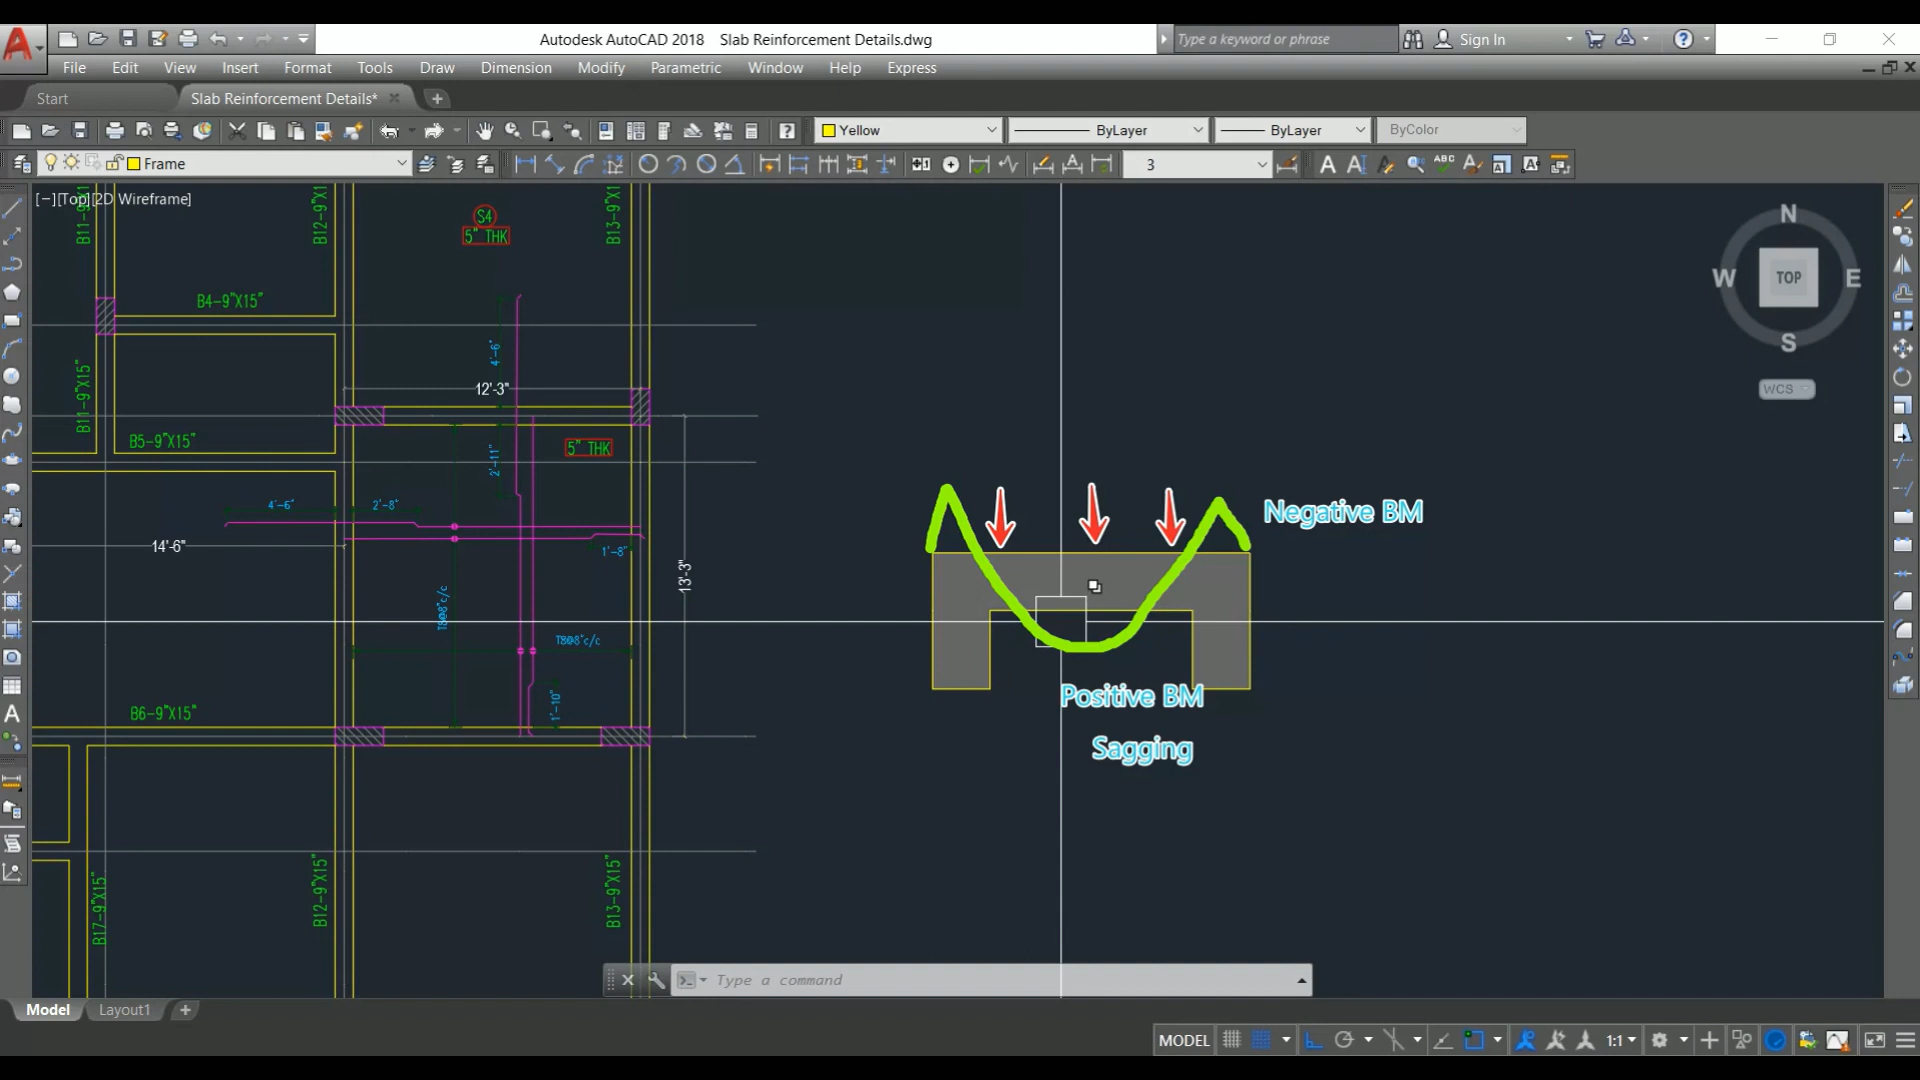 Autodesk AutoCAD 2018 Slab Reinforcement Details.dwg
Type a keyword or phrase
Sign In
File Edit View Insert Format Tools Draw Dimension Modify Parametric Window Help Express
Start
Slab Reinforcement Details*
Yellow
ByLayer
ByLayer
ByColor
Frame
3
[−][Top][2D Wireframe]
B11-9"X1
B12-9"X1
S4
5" THK
B13-9"X1
N
W
TOP
E
S
WCS
B4-9"X15"
4'-6"
12'-3"
B11-9"X15"
B5-9"X15"
2'-11"
5" THK
4'-6"
2'-8"
14'-6"
1'-8"
13'-3"
T8@8"c/c
T8@8"c/c
1'-10"
B6-9"X15"
B17-9"X15"
B12-9"X15"
B13-9"X15"
Negative BM
Positive BM
Sagging
Type a command
Model
Layout1
MODEL
1:1